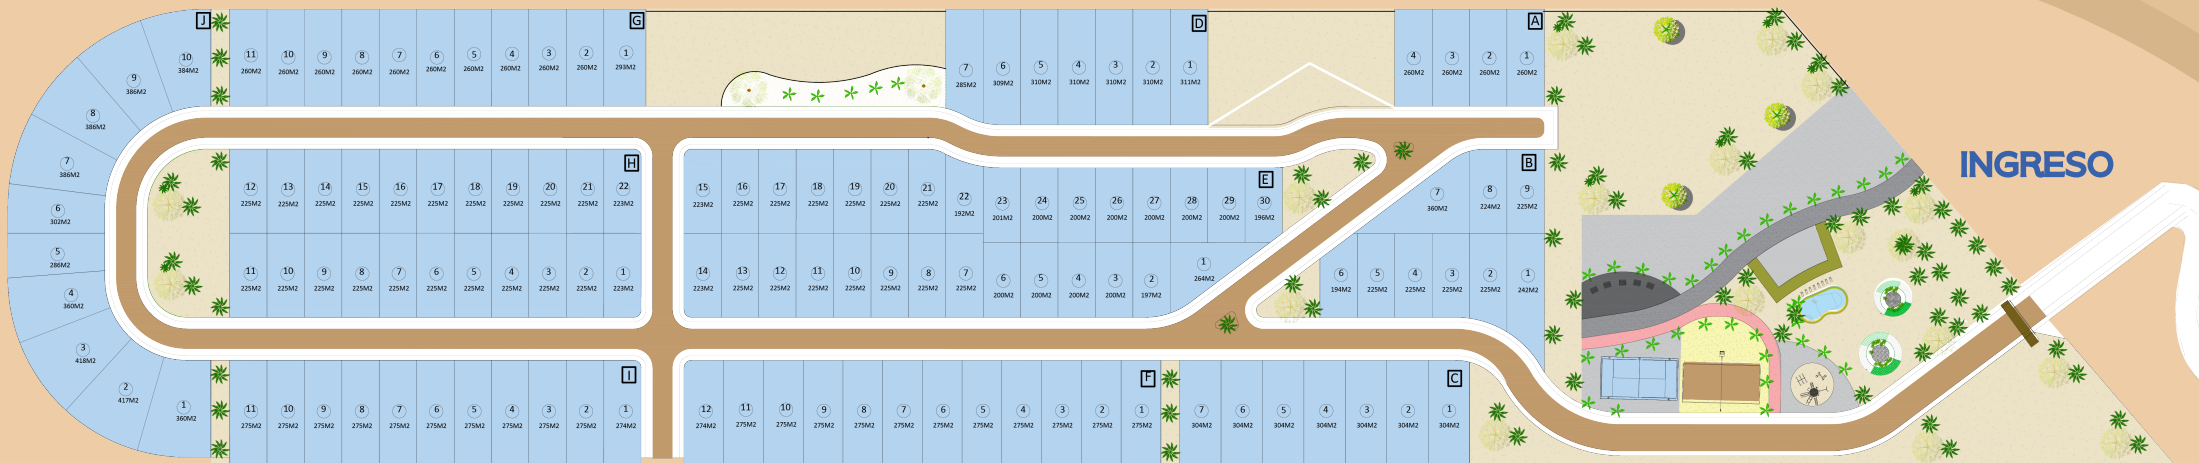 J
G
D
A
10
384M2
9
386M2
8
386M2
7
386M2
6
302M2
5
286M2
4
360M2
3
418M2
2
417M2
1
360M2
11 10 9 8 7 6 5 4 3 2 1
260M2 260M2 260M2 260M2 260M2 260M2 260M2 260M2 260M2 260M2 293M2
7 6 5 4 3 2 1
285M2 309M2 310M2 310M2 310M2 310M2 311M2
4 3 2 1
260M2 260M2 260M2 260M2
H
E
B
INGRESO
12 13 14 15 16 17 18 19 20 21 22
225M2 225M2 225M2 225M2 225M2 225M2 225M2 225M2 225M2 225M2 223M2
15 16 17 18 19 20 21 22
223M2 225M2 225M2 225M2 225M2 225M2 225M2 192M2
23 24 25 26 27 28 29 30
201M2 200M2 200M2 200M2 200M2 200M2 200M2 196M2
7 8 9
360M2 224M2 225M2
11 10 9 8 7 6 5 4 3 2 1
225M2 225M2 225M2 225M2 225M2 225M2 225M2 225M2 225M2 225M2 223M2
14 13 12 11 10 9 8 7
225M2 225M2 225M2 225M2 225M2 225M2 225M2 225M2
6 5 4 3 2 1
200M2 200M2 200M2 200M2 197M2 264M2
6 5 4 3 2 1
194M2 225M2 225M2 225M2 225M2 242M2
I
F
C
11 10 9 8 7 6 5 4 3 2 1
275M2 275M2 275M2 275M2 275M2 275M2 275M2 275M2 275M2 275M2 274M2
12 11 10 9 8 7 6 5 4 3 2 1
274M2 275M2 275M2 275M2 275M2 275M2 275M2 275M2 275M2 275M2 275M2 275M2
7 6 5 4 3 2 1
304M2 304M2 304M2 304M2 304M2 304M2 304M2